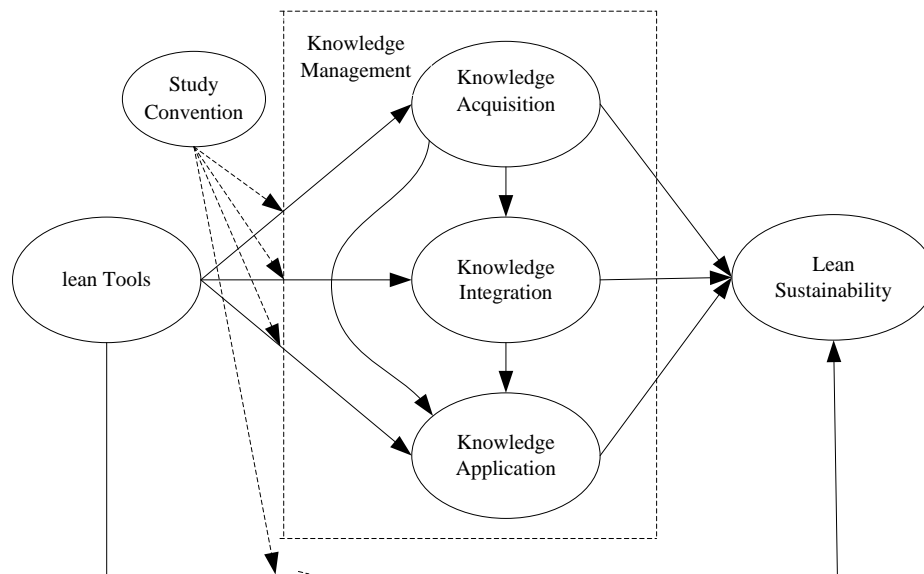 Knowledge
Management
Study
Convention
Knowledge
Acquisition
lean Tools
Knowledge
Integration
Lean
Sustainability
Knowledge
Application